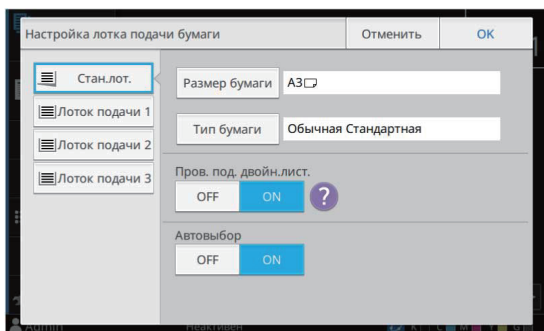 Настройка лотка подачи бумаги
Отменить
OK
Стан.лот.
Лоток подачи 1
Лоток подачи 2
Лоток подачи 3
Размер бумаги
A3
Тип бумаги
Обычная Стандартная
Пров. под. двойн.лист.
OFF
ON
?
Автовыбор
OFF
ON
Admin
Неактивен
K C M Y G